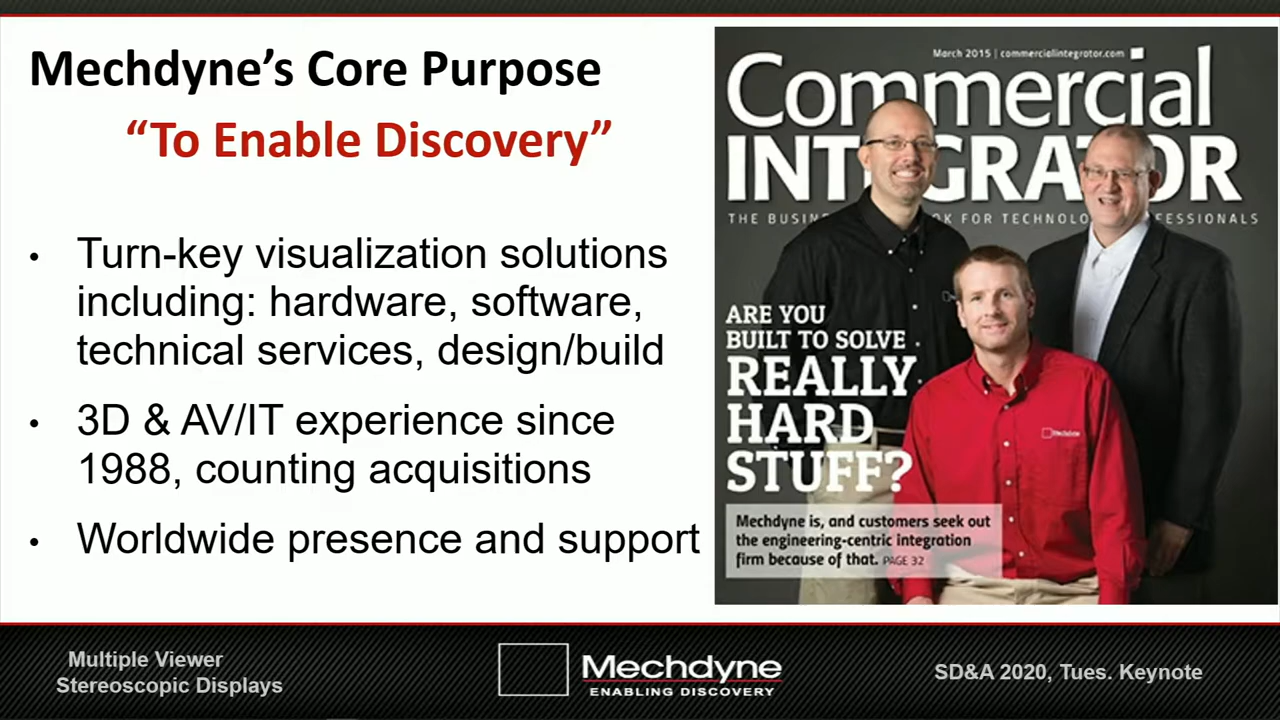 Mechdyne’s Core Purpose
“To Enable Discovery”
• Turn-key visualization solutions
including: hardware, software,
technical services, design/build
• 3D & AV/IT experience since
1988, counting acquisitions
• Worldwide presence and support
March 2015 | commercialintegrator.com
Commercial
INTEGRATOR
THE BUSIN OK FOR TECHNOLO FESSIONALS
ARE YOU
BUILT TO SOLVE
REALLY
HARD
STUFF?
Mechdyne
Mechdyne is, and customers seek out
the engineering-centric integration
firm because of that. PAGE 32
Multiple Viewer
Stereoscopic Displays
Mechdyne
ENABLING DISCOVERY
SD&A 2020, Tues. Keynote